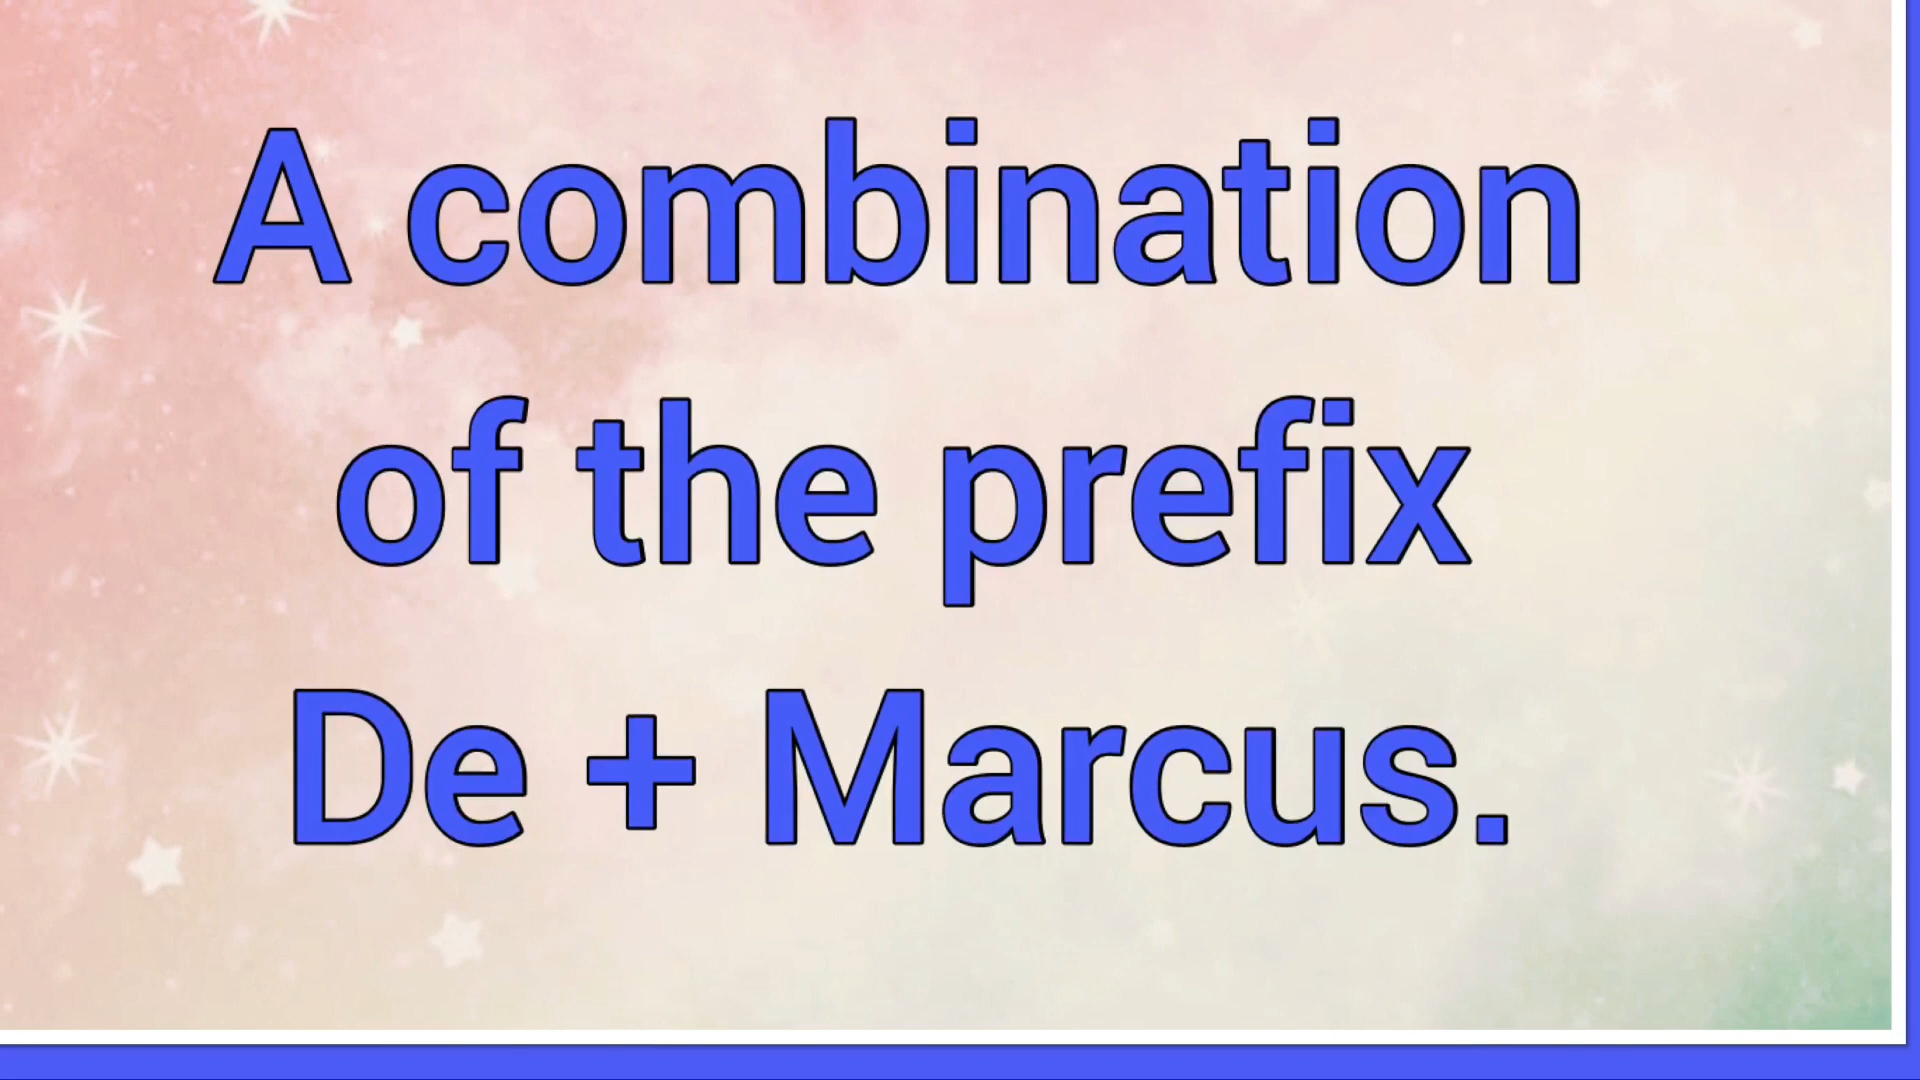 A combination
of the prefix
De + Marcus.